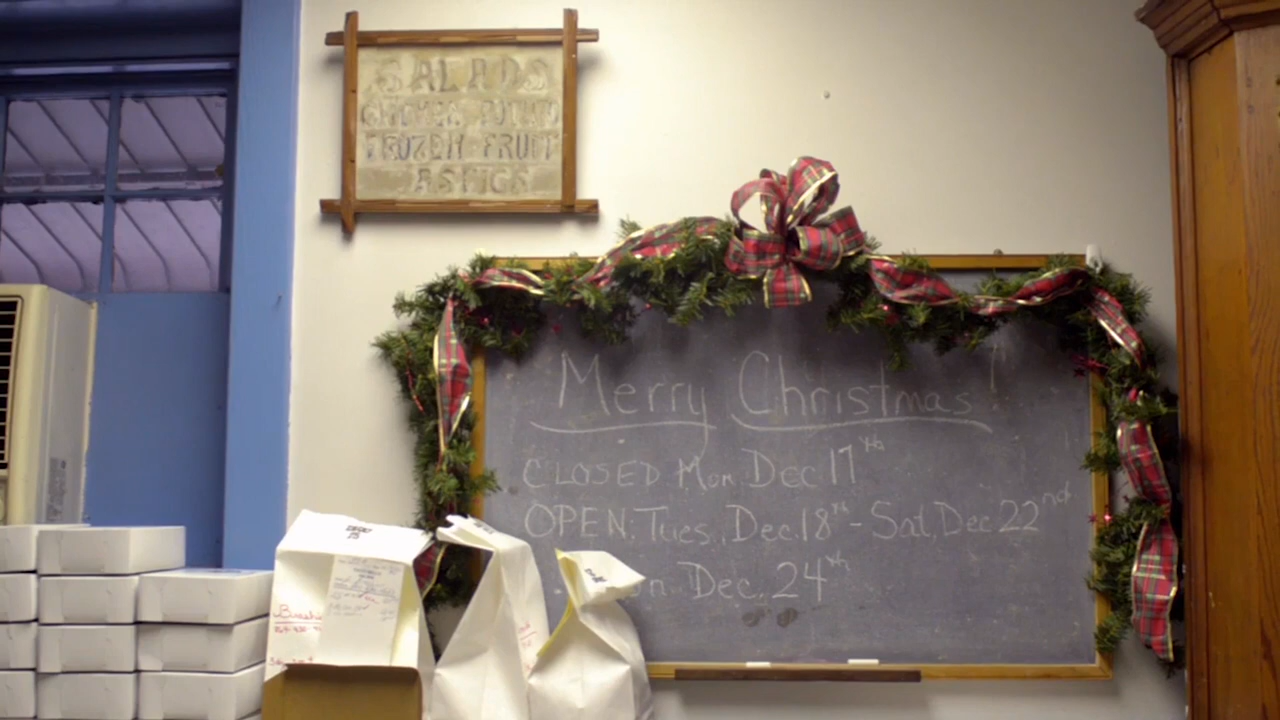 SALADS
CHICKEN POTATO
FROZEN FRUIT
ASPICS
Merry Christmas!
CLOSED Mon Dec 17th
OPEN: Tues, Dec. 18th - Sat, Dec 22nd
on Dec. 24th